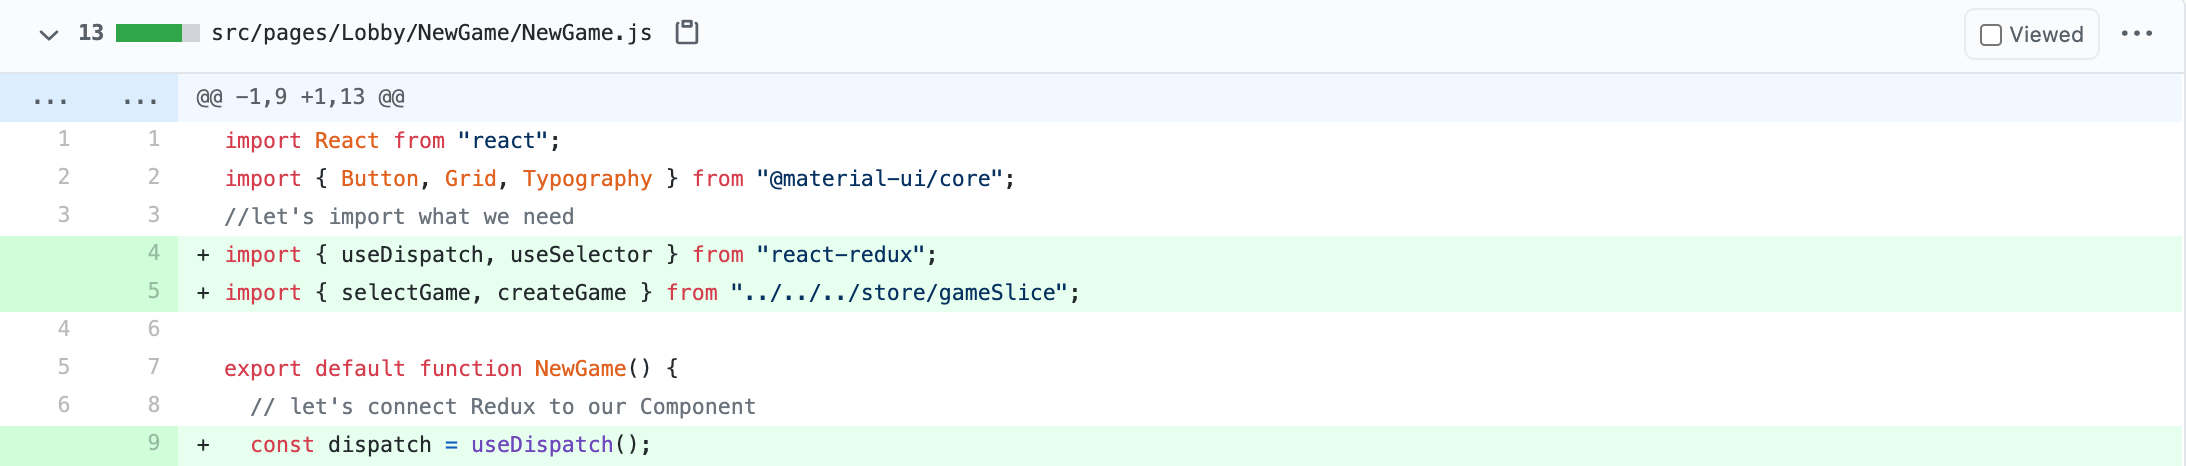 13 src/pages/Lobby/NewGame/NewGame.js Viewed ...
... ... @@ -1,9 +1,13 @@
1 1 import React from "react";
2 2 import { Button, Grid, Typography } from "@material-ui/core";
3 3 //let's import what we need
4 + import { useDispatch, useSelector } from "react-redux";
5 + import { selectGame, createGame } from "../../../store/gameSlice";
4 6
5 7 export default function NewGame() {
6 8 // let's connect Redux to our Component
9 + const dispatch = useDispatch();